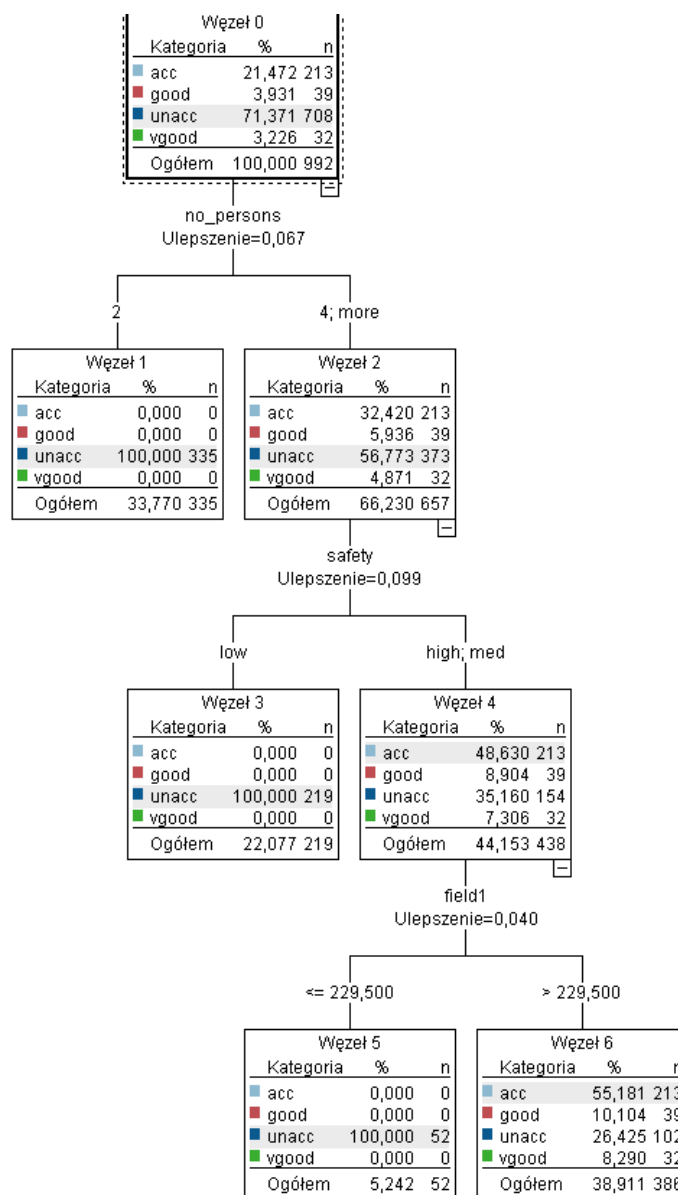 Węzeł 0
Kategoria % n
acc 21,472 213
good 3,931 39
unacc 71,371 708
vgood 3,226 32
Ogółem 100,000 992
no_persons
Ulepszenie=0,067
2
4; more
Węzeł 1
Kategoria % n
acc 0,000 0
good 0,000 0
unacc 100,000 335
vgood 0,000 0
Ogółem 33,770 335
Węzeł 2
Kategoria % n
acc 32,420 213
good 5,936 39
unacc 56,773 373
vgood 4,871 32
Ogółem 66,230 657
safety
Ulepszenie=0,099
low
high; med
Węzeł 3
Kategoria % n
acc 0,000 0
good 0,000 0
unacc 100,000 219
vgood 0,000 0
Ogółem 22,077 219
Węzeł 4
Kategoria % n
acc 48,630 213
good 8,904 39
unacc 35,160 154
vgood 7,306 32
Ogółem 44,153 438
field1
Ulepszenie=0,040
<= 229,500
> 229,500
Węzeł 5
Kategoria % n
acc 0,000 0
good 0,000 0
unacc 100,000 52
vgood 0,000 0
Ogółem 5,242 52
Węzeł 6
Kategoria % n
acc 55,181 213
good 10,104 39
unacc 26,425 102
vgood 8,290 32
Ogółem 38,911 386